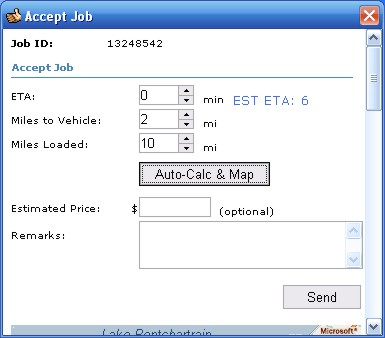 Accept Job
Job ID: 13248542
Accept Job
ETA: 0 min EST ETA: 6
Miles to Vehicle: 2 mi
Miles Loaded: 10 mi
Auto-Calc & Map
Estimated Price: $ (optional)
Remarks:
Send
Lake Pontchartrain Microsoft®